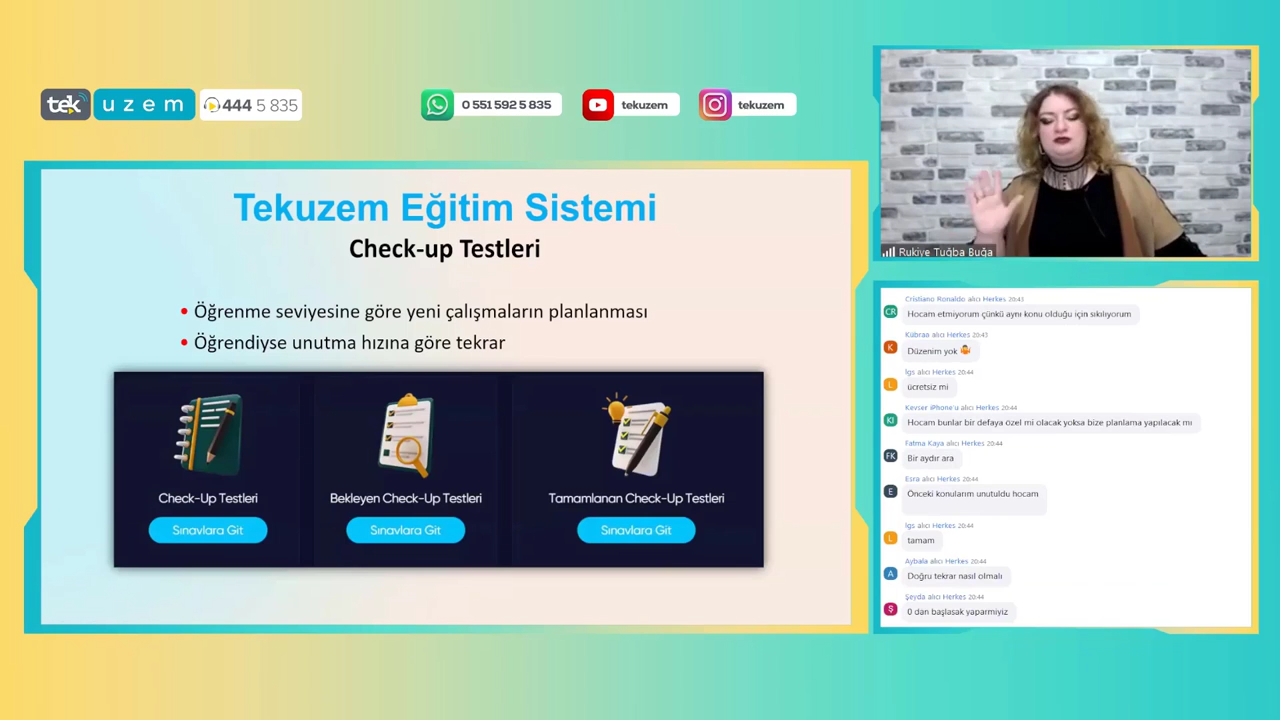 tek uzem 444 5 835
0 551 592 5 835
tekuzem
tekuzem
Tekuzem Eğitim Sistemi
Check-up Testleri
• Öğrenme seviyesine göre yeni çalışmaların planlanması
• Öğrendiyse unutma hızına göre tekrar
Check-Up Testleri
Sınavlara Git
Bekleyen Check-Up Testleri
Sınavlara Git
Tamamlanan Check-Up Testleri
Sınavlara Git
Rukiye Tuğba Buğa
Cristiano Ronaldo alıcı Herkes 20:43
CR
Hocam etmiyorum çünkü aynı konu olduğu için sıkılıyorum
Kübraa alıcı Herkes 20:43
K
Düzenim yok
lgs alıcı Herkes 20:44
L
ücretsiz mi
Kevser iPhone'u alıcı Herkes 20:44
KI
Hocam bunlar bir defaya özel mi olacak yoksa bize planlama yapılacak mı
Fatma Kaya alıcı Herkes 20:44
FK
Bir aydır ara
Esra alıcı Herkes 20:44
E
Önceki konularım unutuldu hocam
lgs alıcı Herkes 20:44
L
tamam
Aybala alıcı Herkes 20:44
A
Doğru tekrar nasıl olmalı
Şeyda alıcı Herkes 20:44
Ş
0 dan başlasak yaparmiyiz